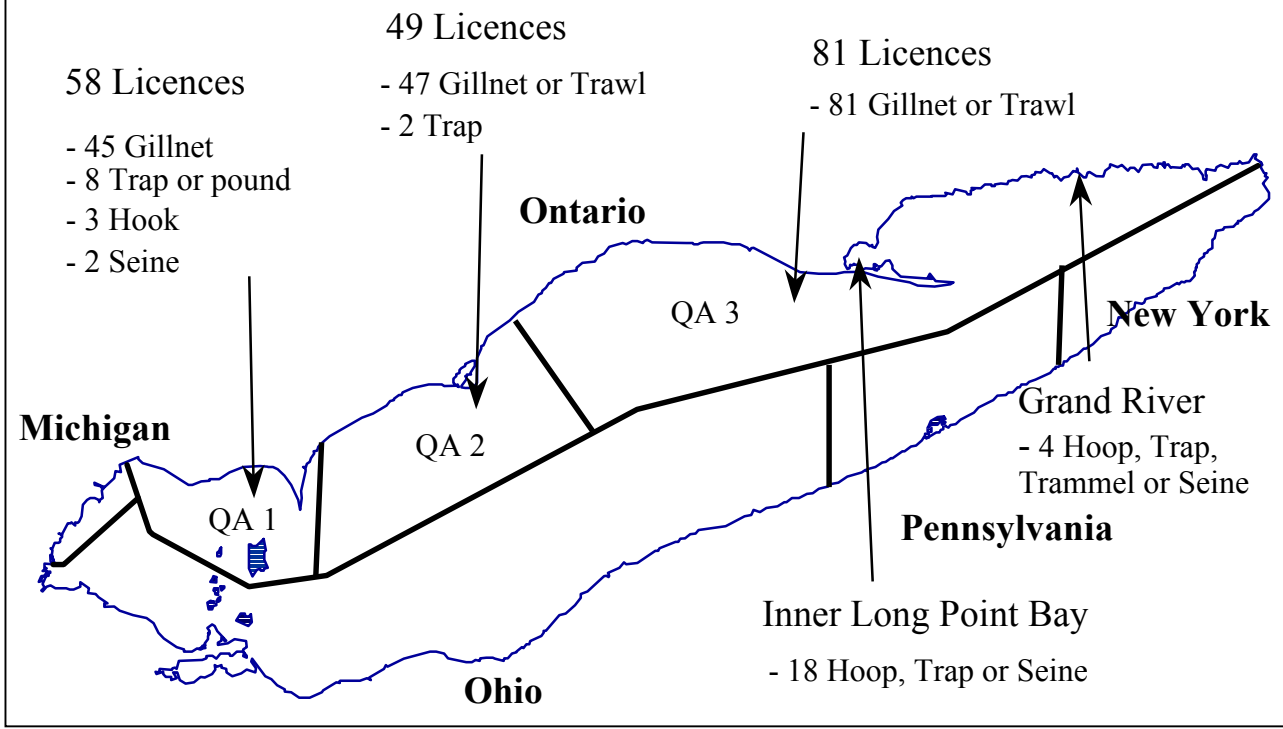 58 Licences
- 45 Gillnet
- 8 Trap or pound
- 3 Hook
- 2 Seine
49 Licences
- 47 Gillnet or Trawl
- 2 Trap
81 Licences
- 81 Gillnet or Trawl
Ontario
QA 3
New York
Michigan
QA 2
QA 1
Grand River
- 4 Hoop, Trap,
Trammel or Seine
Pennsylvania
Inner Long Point Bay
- 18 Hoop, Trap or Seine
Ohio